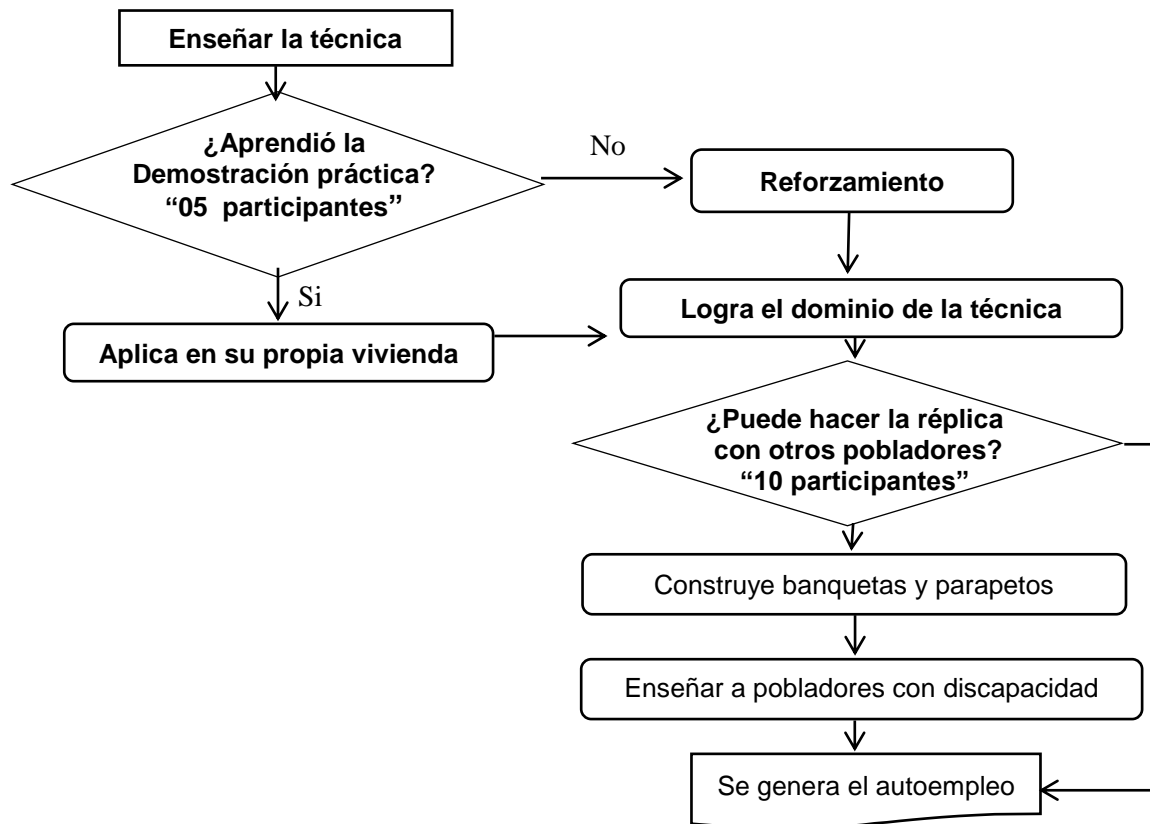 Enseñar la técnica
¿Aprendió la
Demostración práctica?
“05 participantes”
No
Reforzamiento
Si
Logra el dominio de la técnica
Aplica en su propia vivienda
¿Puede hacer la réplica
con otros pobladores?
“10 participantes”
Construye banquetas y parapetos
Enseñar a pobladores con discapacidad
Se genera el autoempleo